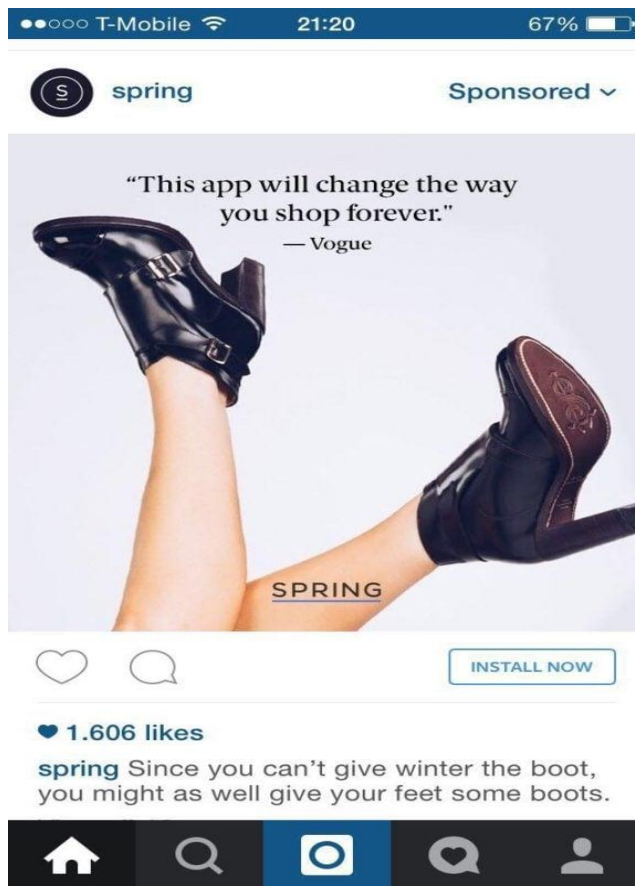 T-Mobile 21:20 67%
S spring Sponsored
“This app will change the way
you shop forever."
— Vogue
SPRING
INSTALL NOW
1.606 likes
spring Since you can’t give winter the boot,
you might as well give your feet some boots.